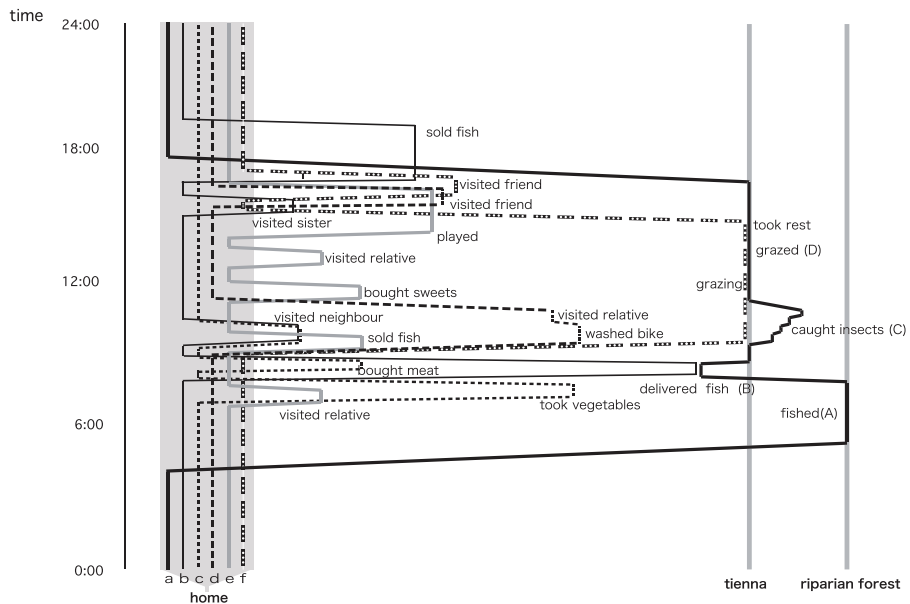 time
24:00
sold fish
18:00
visited friend
visited friend
visited sister
took rest
played
grazed (D)
visited relative
12:00
grazing
bought sweets
visited neighbour
visited relative
caught insects (C)
washed bike
sold fish
bought meat
delivered fish (B)
took vegetables
visited relative
fished(A)
6:00
0:00
a b c d e f
home
tienna
riparian forest